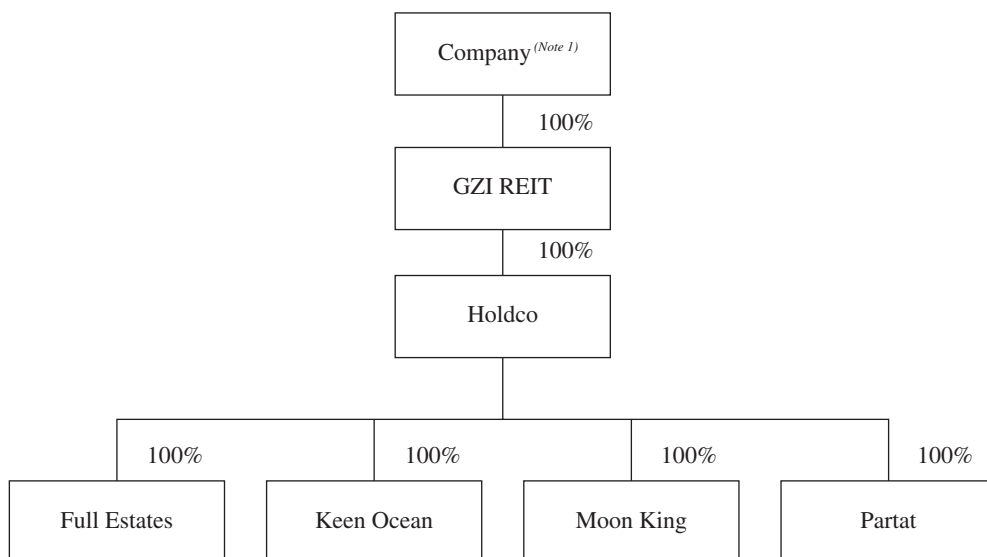 Company (Note 1)
100%
GZI REIT
100%
Holdco
100% 100% 100% 100%
Full Estates Keen Ocean Moon King Partat